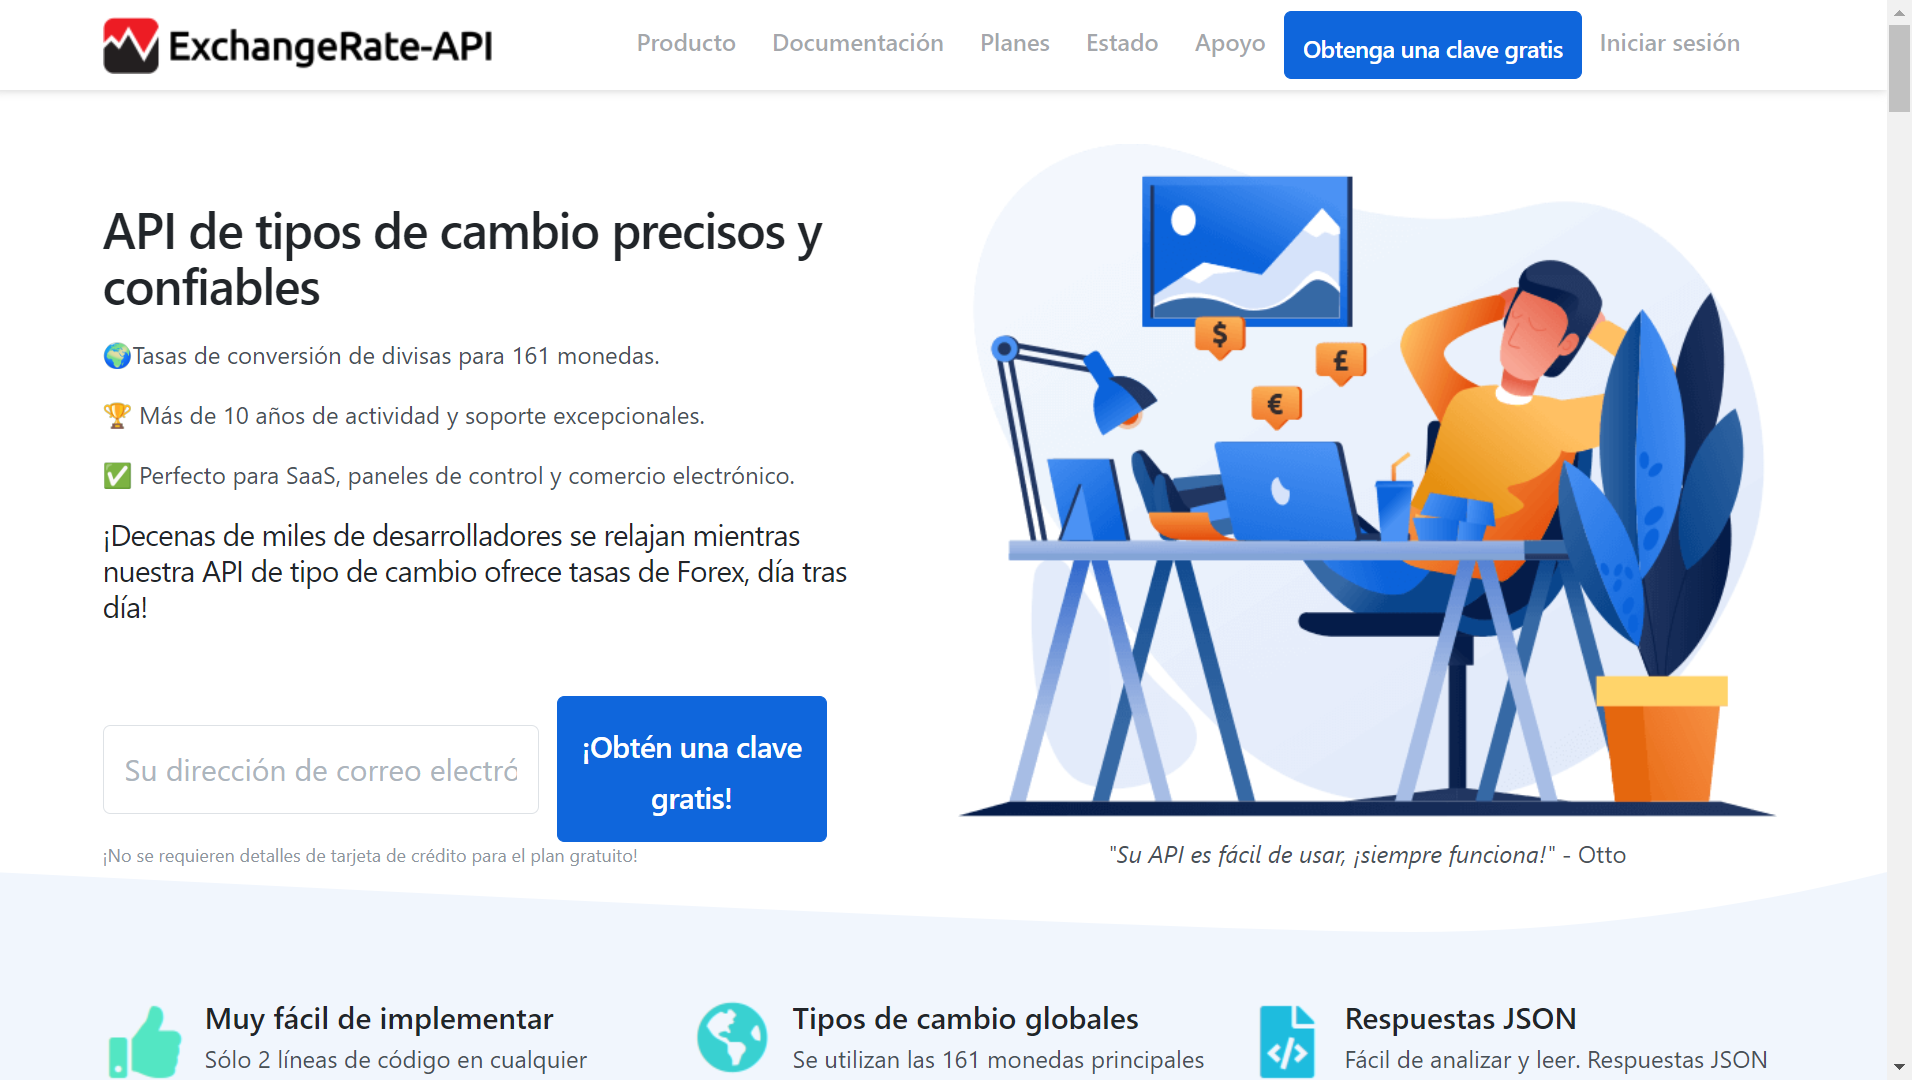 ExchangeRate-API
Producto
Documentación
Planes
Estado
Apoyo
Obtenga una clave gratis
Iniciar sesión
API de tipos de cambio precisos y
confiables
Tasas de conversión de divisas para 161 monedas.
Más de 10 años de actividad y soporte excepcionales.
Perfecto para SaaS, paneles de control y comercio electrónico.
¡Decenas de miles de desarrolladores se relajan mientras
nuestra API de tipo de cambio ofrece tasas de Forex, día tras
día!
Su dirección de correo electró
¡Obtén una clave
gratis!
¡No se requieren detalles de tarjeta de crédito para el plan gratuito!
$
£
€
"Su API es fácil de usar, ¡siempre funciona!" - Otto
Muy fácil de implementar
Sólo 2 líneas de código en cualquier
Tipos de cambio globales
Se utilizan las 161 monedas principales
</>
Respuestas JSON
Fácil de analizar y leer. Respuestas JSON